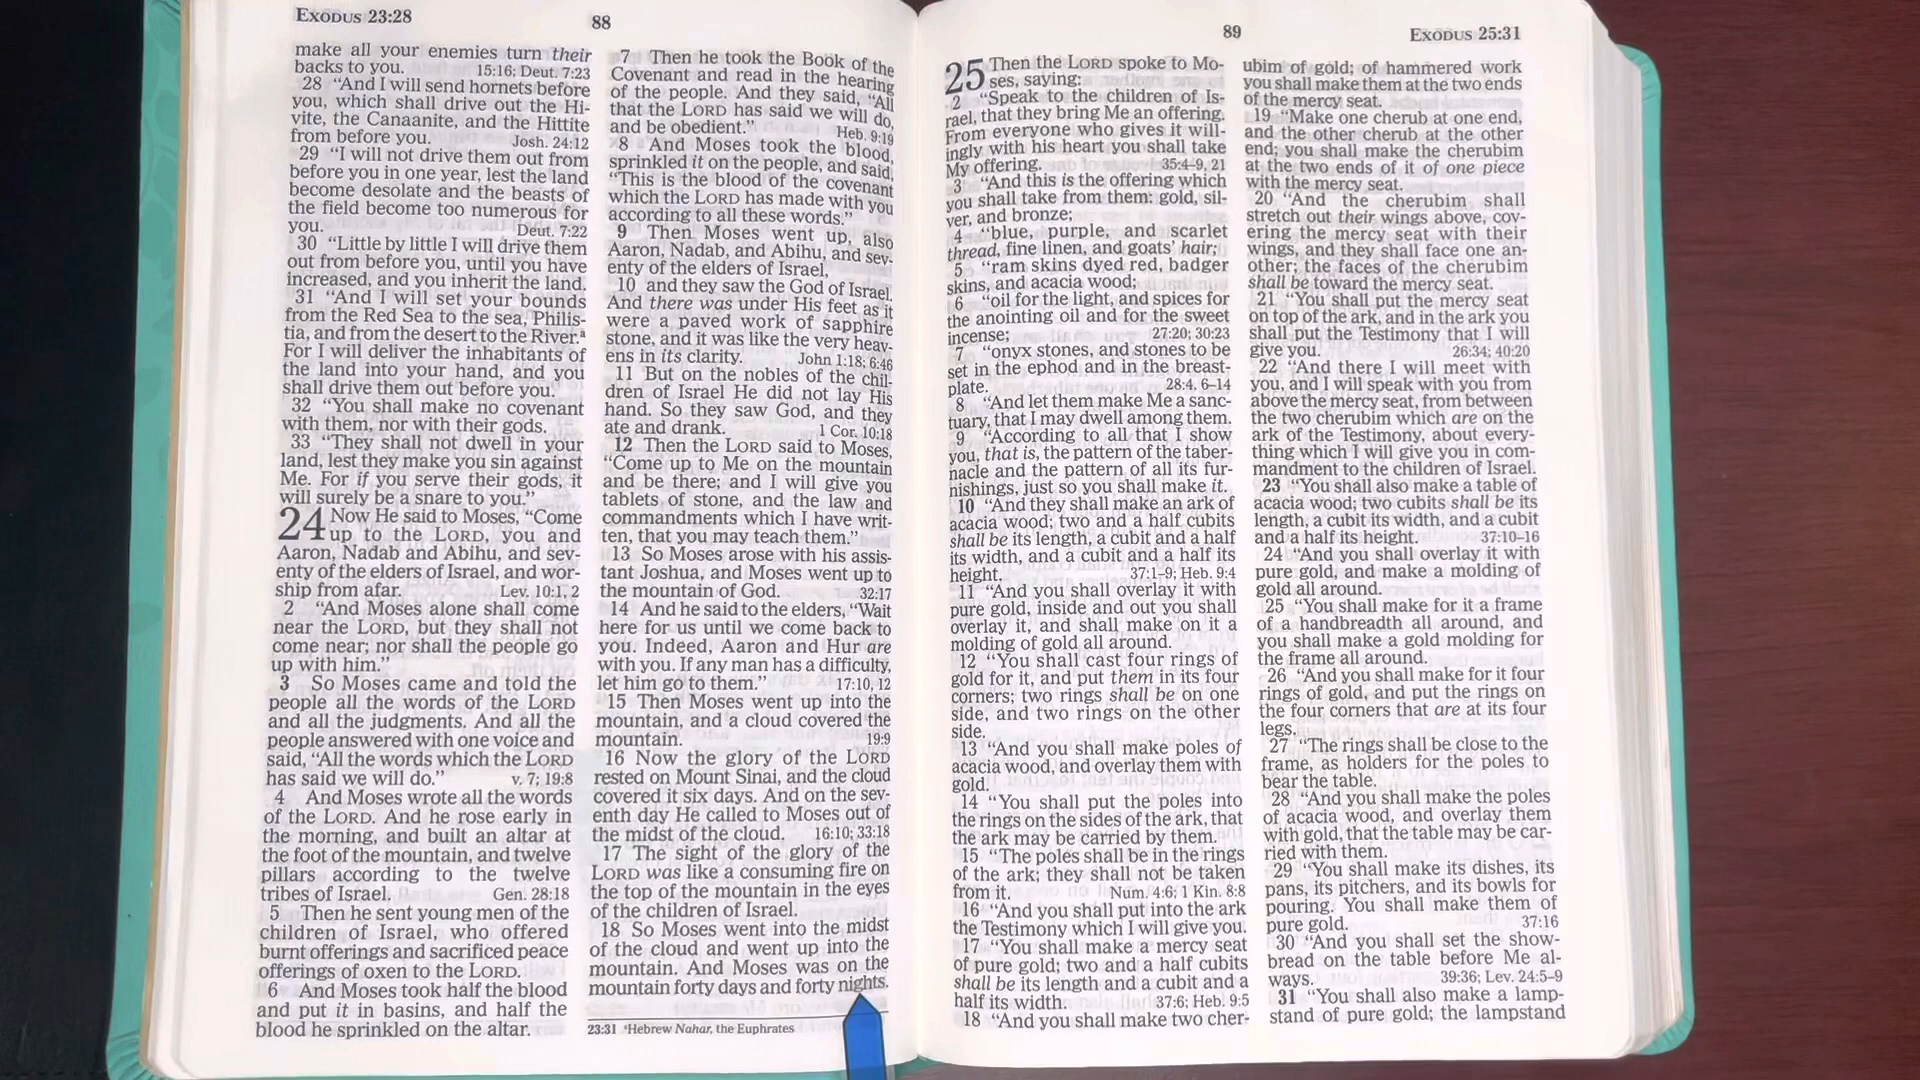 EXODUS 23:28
88
make all your enemies turn their
backs to you. 15:16; Deut. 7:23
28 “And I will send hornets before
you, which shall drive out the Hi-
vite, the Canaanite, and the Hittite
from before you. Josh. 24:12
29 “I will not drive them out from
before you in one year, lest the land
become desolate and the beasts of
the field become too numerous for
you. Deut. 7:22
30 “Little by little I will drive them
out from before you, until you have
increased, and you inherit the land.
31 “And I will set your bounds
from the Red Sea to the sea, Philis-
tia, and from the desert to the River.ᵃ
For I will deliver the inhabitants of
the land into your hand, and you
shall drive them out before you.
32 “You shall make no covenant
with them, nor with their gods.
33 “They shall not dwell in your
land, lest they make you sin against
Me. For if you serve their gods, it
will surely be a snare to you.”
24 Now He said to Moses, “Come
up to the LORD, you and
Aaron, Nadab and Abihu, and sev-
enty of the elders of Israel, and wor-
ship from afar. Lev. 10:1, 2
2 “And Moses alone shall come
near the LORD, but they shall not
come near; nor shall the people go
up with him.”
3 So Moses came and told the
people all the words of the LORD
and all the judgments. And all the
people answered with one voice and
said, “All the words which the LORD
has said we will do.” v. 7; 19:8
4 And Moses wrote all the words
of the LORD. And he rose early in
the morning, and built an altar at
the foot of the mountain, and twelve
pillars according to the twelve
tribes of Israel. Gen. 28:18
5 Then he sent young men of the
children of Israel, who offered
burnt offerings and sacrificed peace
offerings of oxen to the LORD.
6 And Moses took half the blood
and put it in basins, and half the
blood he sprinkled on the altar.
7 Then he took the Book of the
Covenant and read in the hearing
of the people. And they said, “All
that the LORD has said we will do,
and be obedient.” Heb. 9:19
8 And Moses took the blood,
sprinkled it on the people, and said,
“This is the blood of the covenant
which the LORD has made with you
according to all these words.”
9 Then Moses went up, also
Aaron, Nadab, and Abihu, and sev-
enty of the elders of Israel,
10 and they saw the God of Israel.
And there was under His feet as it
were a paved work of sapphire
stone, and it was like the very heav-
ens in its clarity. John 1:18; 6:46
11 But on the nobles of the chil-
dren of Israel He did not lay His
hand. So they saw God, and they
ate and drank. 1 Cor. 10:18
12 Then the LORD said to Moses,
“Come up to Me on the mountain
and be there; and I will give you
tablets of stone, and the law and
commandments which I have writ-
ten, that you may teach them.”
13 So Moses arose with his assis-
tant Joshua, and Moses went up to
the mountain of God. 32:17
14 And he said to the elders, “Wait
here for us until we come back to
you. Indeed, Aaron and Hur are
with you. If any man has a difficulty,
let him go to them.” 17:10, 12
15 Then Moses went up into the
mountain, and a cloud covered the
mountain. 19:9
16 Now the glory of the LORD
rested on Mount Sinai, and the cloud
covered it six days. And on the sev-
enth day He called to Moses out of
the midst of the cloud. 16:10; 33:18
17 The sight of the glory of the
LORD was like a consuming fire on
the top of the mountain in the eyes
of the children of Israel.
18 So Moses went into the midst
of the cloud and went up into the
mountain. And Moses was on the
mountain forty days and forty nights.
23:31 ᵃHebrew Nahar, the Euphrates
89
EXODUS 25:31
25 Then the LORD spoke to Mo-
ses, saying:
2 “Speak to the children of Is-
rael, that they bring Me an offering.
From everyone who gives it will-
ingly with his heart you shall take
My offering. 35:4–9, 21
3 “And this is the offering which
you shall take from them: gold, sil-
ver, and bronze;
4 “blue, purple, and scarlet
thread, fine linen, and goats’ hair;
5 “ram skins dyed red, badger
skins, and acacia wood;
6 “oil for the light, and spices for
the anointing oil and for the sweet
incense; 27:20; 30:23
7 “onyx stones, and stones to be
set in the ephod and in the breast-
plate. 28:4, 6–14
8 “And let them make Me a sanc-
tuary, that I may dwell among them.
9 “According to all that I show
you, that is, the pattern of the taber-
nacle and the pattern of all its fur-
nishings, just so you shall make it.
10 “And they shall make an ark of
acacia wood; two and a half cubits
shall be its length, a cubit and a half
its width, and a cubit and a half its
height. 37:1–9; Heb. 9:4
11 “And you shall overlay it with
pure gold, inside and out you shall
overlay it, and shall make on it a
molding of gold all around.
12 “You shall cast four rings of
gold for it, and put them in its four
corners; two rings shall be on one
side, and two rings on the other
side.
13 “And you shall make poles of
acacia wood, and overlay them with
gold.
14 “You shall put the poles into
the rings on the sides of the ark, that
the ark may be carried by them.
15 “The poles shall be in the rings
of the ark; they shall not be taken
from it. Num. 4:6; 1 Kin. 8:8
16 “And you shall put into the ark
the Testimony which I will give you.
17 “You shall make a mercy seat
of pure gold; two and a half cubits
shall be its length and a cubit and a
half its width. 37:6; Heb. 9:5
18 “And you shall make two cher-
ubim of gold; of hammered work
you shall make them at the two ends
of the mercy seat.
19 “Make one cherub at one end,
and the other cherub at the other
end; you shall make the cherubim
at the two ends of it of one piece
with the mercy seat.
20 “And the cherubim shall
stretch out their wings above, cov-
ering the mercy seat with their
wings, and they shall face one an-
other; the faces of the cherubim
shall be toward the mercy seat.
21 “You shall put the mercy seat
on top of the ark, and in the ark you
shall put the Testimony that I will
give you. 26:34; 40:20
22 “And there I will meet with
you, and I will speak with you from
above the mercy seat, from between
the two cherubim which are on the
ark of the Testimony, about every-
thing which I will give you in com-
mandment to the children of Israel.
23 “You shall also make a table of
acacia wood; two cubits shall be its
length, a cubit its width, and a cubit
and a half its height. 37:10–16
24 “And you shall overlay it with
pure gold, and make a molding of
gold all around.
25 “You shall make for it a frame
of a handbreadth all around, and
you shall make a gold molding for
the frame all around.
26 “And you shall make for it four
rings of gold, and put the rings on
the four corners that are at its four
legs.
27 “The rings shall be close to the
frame, as holders for the poles to
bear the table.
28 “And you shall make the poles
of acacia wood, and overlay them
with gold, that the table may be car-
ried with them.
29 “You shall make its dishes, its
pans, its pitchers, and its bowls for
pouring. You shall make them of
pure gold. 37:16
30 “And you shall set the show-
bread on the table before Me al-
ways. 39:36; Lev. 24:5–9
31 “You shall also make a lamp-
stand of pure gold; the lampstand